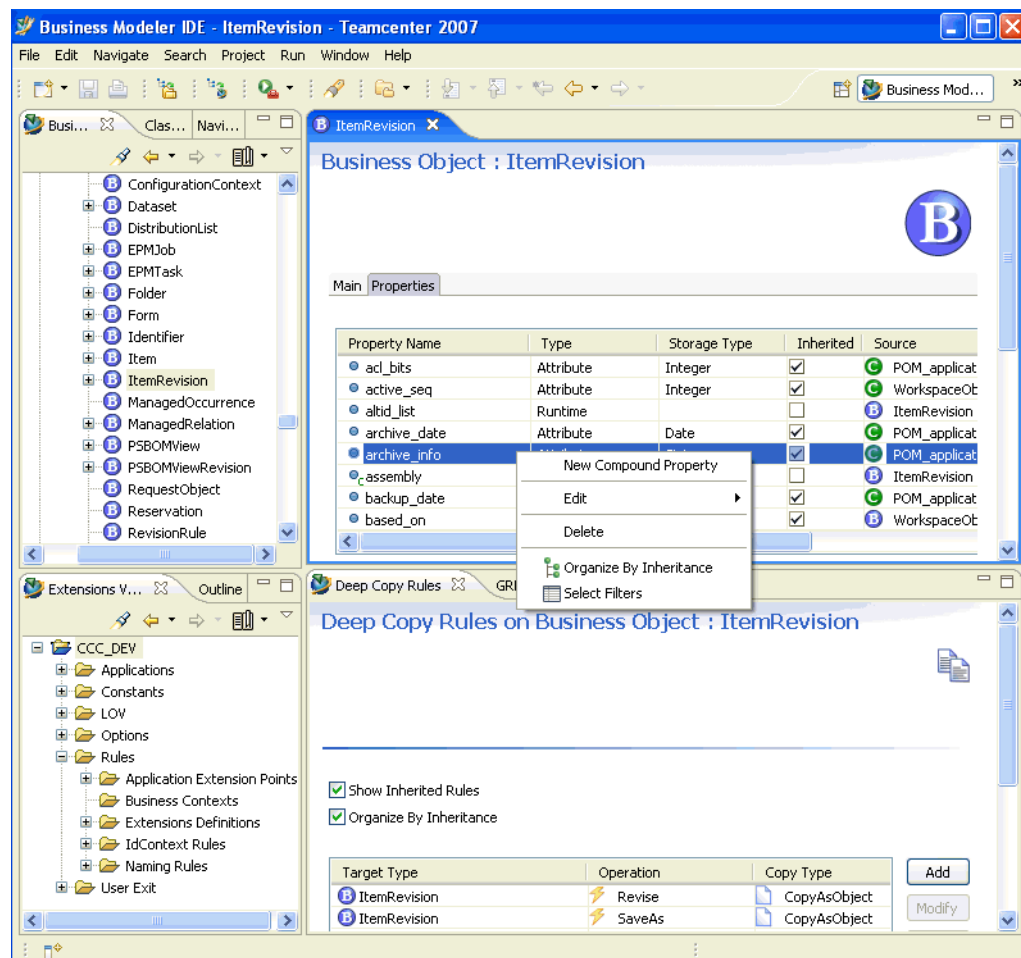 Business Modeler IDE - ItemRevision - Teamcenter 2007
File Edit Navigate Search Project Run Window Help
Business Mod...
Busi... Clas... Navi...
ConfigurationContext
Dataset
DistributionList
EPMJob
EPMTask
Folder
Form
Identifier
Item
ItemRevision
ManagedOccurrence
ManagedRelation
PSBOMView
PSBOMViewRevision
RequestObject
Reservation
RevisionRule
ItemRevision
Business Object : ItemRevision
Main Properties
Property Name Type Storage Type Inherited Source
acl_bits Attribute Integer POM_applicat
active_seq Attribute Integer WorkspaceOb
altid_list Runtime ItemRevision
archive_date Attribute Date POM_applicat
archive_info POM_applicat
assembly ItemRevision
backup_date POM_applicat
based_on WorkspaceOb
New Compound Property
Edit
Delete
Organize By Inheritance
Select Filters
Extensions V... Outline
CCC_DEV
Applications
Constants
LOV
Options
Rules
Application Extension Points
Business Contexts
Extensions Definitions
IdContext Rules
Naming Rules
User Exit
Deep Copy Rules GRI
Deep Copy Rules on Business Object : ItemRevision
Show Inherited Rules
Organize By Inheritance
Target Type Operation Copy Type
ItemRevision Revise CopyAsObject
ItemRevision SaveAs CopyAsObject
Add
Modify